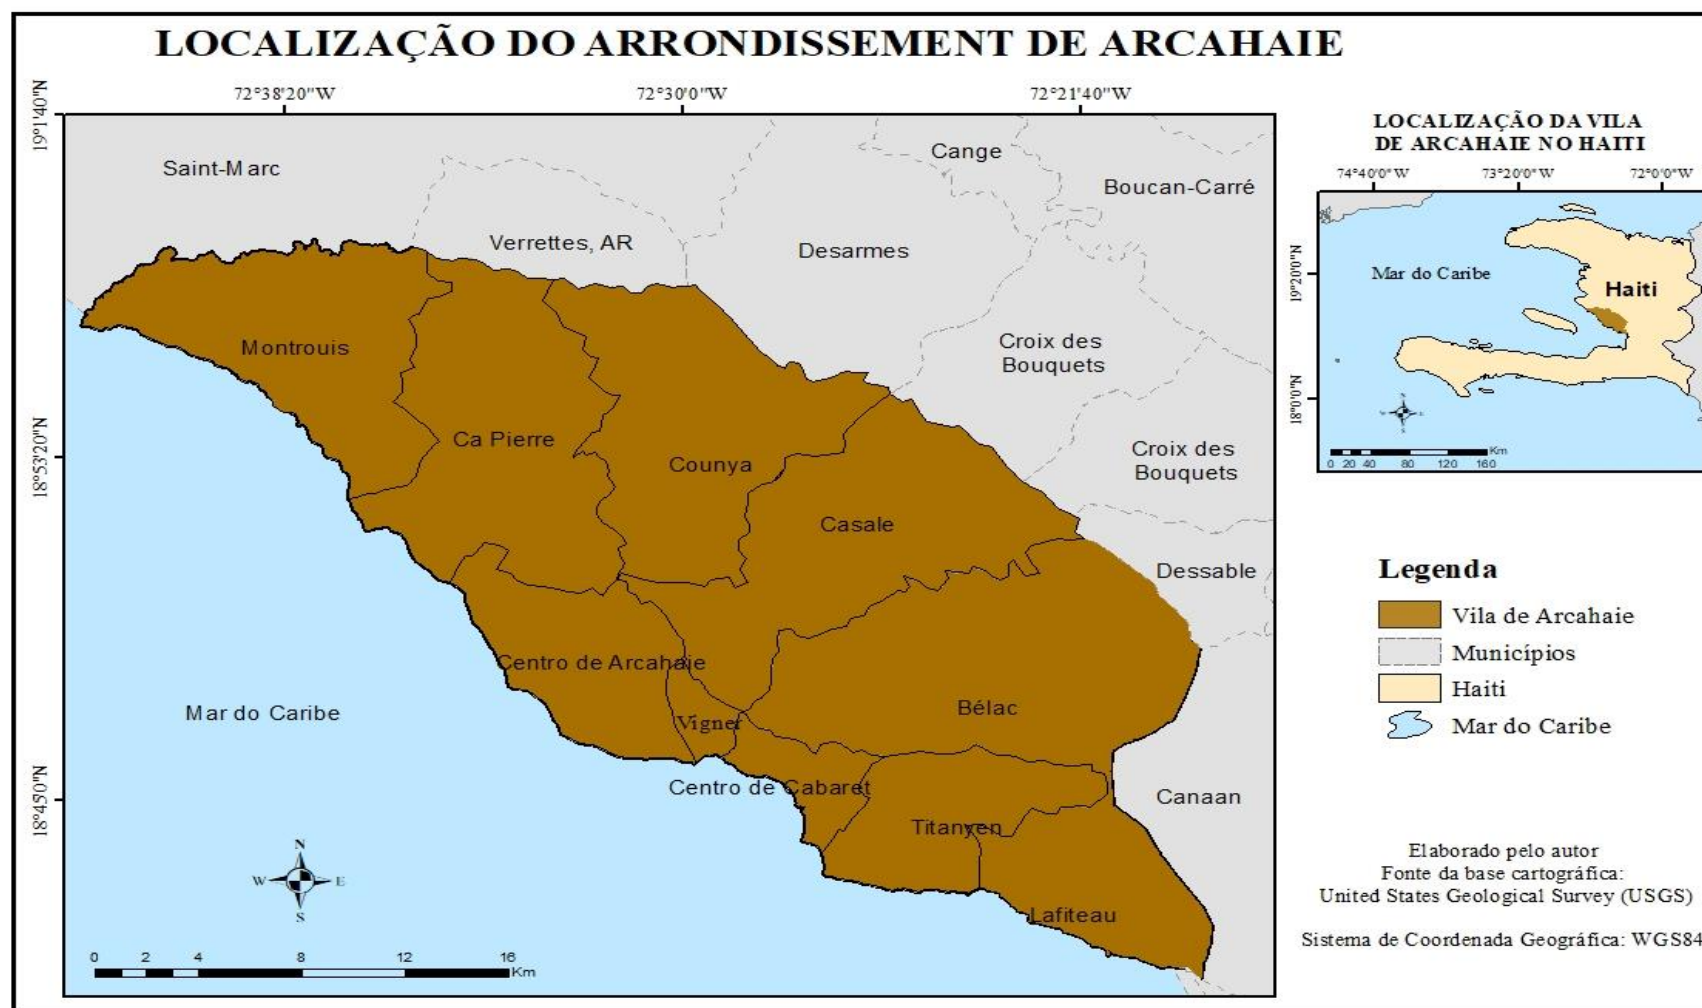 LOCALIZAÇÃO DO ARRONDISSEMENT DE ARCAHAIE
72°38'20"W
72°30'0"W
72°21'40"W
19°1'40"N
18°53'20"N
18°45'0"N
Saint-Marc
Verrettes, AR
Cange
Boucan-Carré
Desarmes
Croix des
Bouquets
Croix des
Bouquets
Dessable
Canaan
Montrouis
Ca Pierre
Counya
Casale
Centro de Arcahaie
Vigner
Bélac
Centro de Cabaret
Titanyen
Lafiteau
Mar do Caribe
N
W
E
S
0 2 4 8 12 16
Km
LOCALIZAÇÃO DA VILA
DE ARCAHAIE NO HAITI
74°40'0"W
73°20'0"W
72°0'0"W
19°20'0"N
18°0'0"N
Mar do Caribe
Haiti
N
W
E
S
0 20 40 80 120 160
Km
Legenda
Vila de Arcahaie
Municípios
Haiti
Mar do Caribe
Elaborado pelo autor
Fonte da base cartográfica:
United States Geological Survey (USGS)
Sistema de Coordenada Geográfica: WGS84